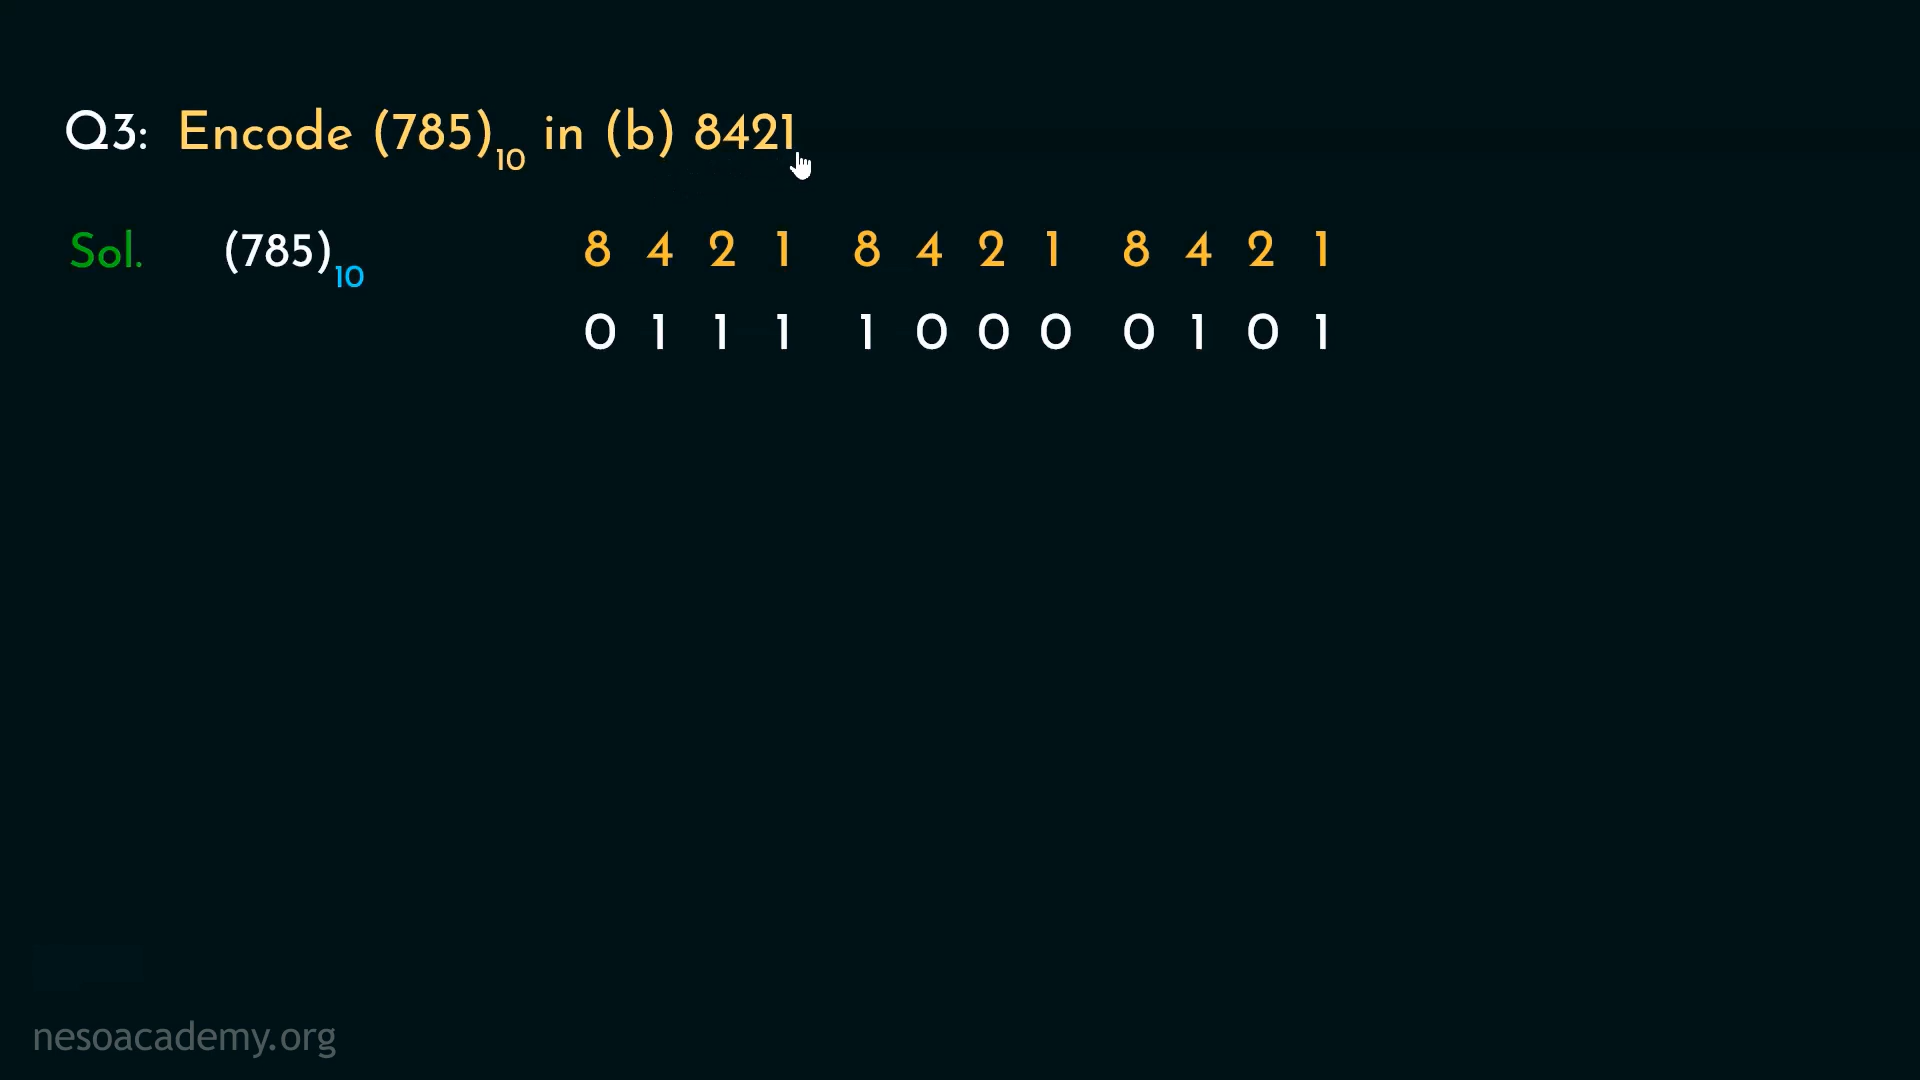 Q3: Encode (785)₁₀ in (b) 8421
Sol. (785)₁₀ 8 4 2 1 8 4 2 1 8 4 2 1
0 1 1 1 1 0 0 0 0 1 0 1
nesoacademy.org